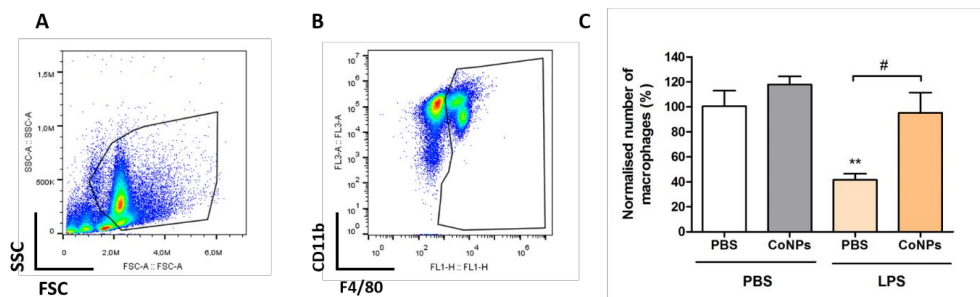 A
SSC
SSC-A :: SSC-A
1,5M
1,0M
500K
0
0
2,0M
4,0M
6,0M
FSC-A :: FSC-A
FSC
B
CD11b
FL3-A :: FL3-A
10⁷
10⁶
10⁵
10⁴
10³
10²
10¹
10⁰
10⁰
10²
10⁴
10⁶
FL1-H :: FL1-H
F4/80
C
Normalised number of
macrophages (%)
140
120
100
80
60
40
20
0
#
**
PBS CoNPs PBS CoNPs
PBS LPS